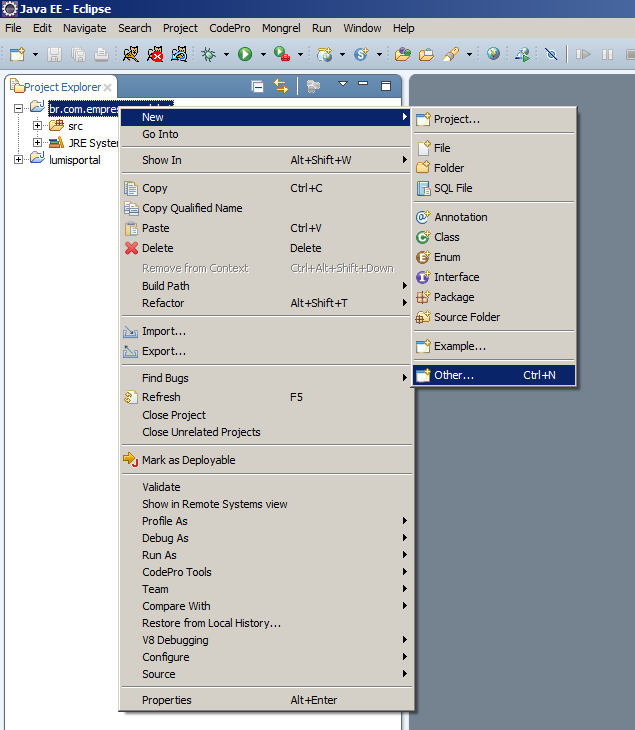 Java EE - Eclipse
File Edit Navigate Search Project CodePro Mongrel Run Window Help
Project Explorer
br.com.empres
src
JRE System
lumisportal
New
Go Into
Show In Alt+Shift+W
Copy Ctrl+C
Copy Qualified Name
Paste Ctrl+V
Delete Delete
Remove from Context Ctrl+Alt+Shift+Down
Build Path
Refactor Alt+Shift+T
Import...
Export...
Find Bugs
Refresh F5
Close Project
Close Unrelated Projects
Mark as Deployable
Validate
Show in Remote Systems view
Profile As
Debug As
Run As
CodePro Tools
Team
Compare With
Restore from Local History...
V8 Debugging
Configure
Source
Properties Alt+Enter
Project...
File
Folder
SQL File
Annotation
Class
Enum
Interface
Package
Source Folder
Example...
Other... Ctrl+N